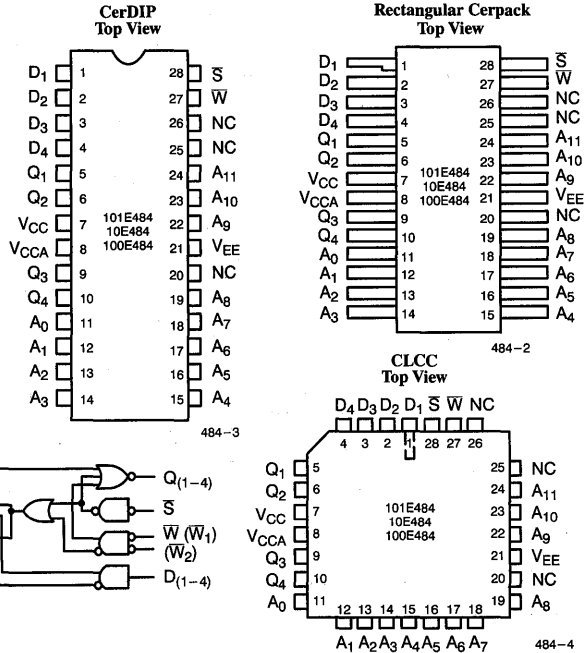 CerDIP
Top View
D1 1 28 S̅
D2 2 27 W̅
D3 3 26 NC
D4 4 25 NC
Q1 5 24 A11
Q2 6 23 A10
VCC 7 22 A9
VCCA 8 21 VEE
Q3 9 20 NC
Q4 10 19 A8
A0 11 18 A7
A1 12 17 A6
A2 13 16 A5
A3 14 15 A4
101E484
10E484
100E484
484-3
Rectangular Cerpack
Top View
D1 1 28 S̅
D2 2 27 W̅
D3 3 26 NC
D4 4 25 NC
Q1 5 24 A11
Q2 6 23 A10
VCC 7 22 A9
VCCA 8 21 VEE
Q3 9 20 NC
Q4 10 19 A8
A0 11 18 A7
A1 12 17 A6
A2 13 16 A5
A3 14 15 A4
101E484
10E484
100E484
484-2
Q(1-4)
S̅
W̅ (W̅1)
(W̅2)
D(1-4)
CLCC
Top View
D4 D3 D2 D1 S̅ W̅ NC
4 3 2 1 28 27 26
Q1 5 25 NC
Q2 6 24 A11
VCC 7 23 A10
VCCA 8 22 A9
Q3 9 21 VEE
Q4 10 20 NC
A0 11 19 A8
101E484
10E484
100E484
12 13 14 15 16 17 18
A1 A2 A3 A4 A5 A6 A7
484-4